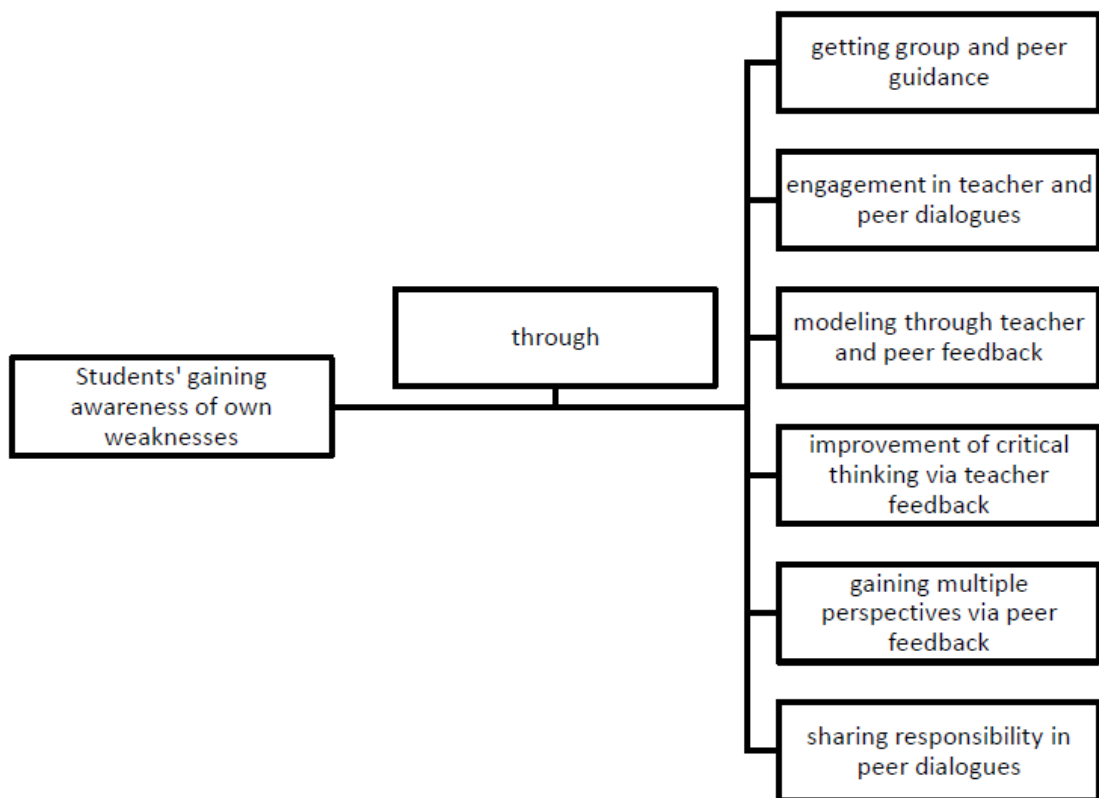 getting group and peer
guidance
engagement in teacher and
peer dialogues
through
modeling through teacher
and peer feedback
Students' gaining
awareness of own
weaknesses
improvement of critical
thinking via teacher
feedback
gaining multiple
perspectives via peer
feedback
sharing responsibility in
peer dialogues